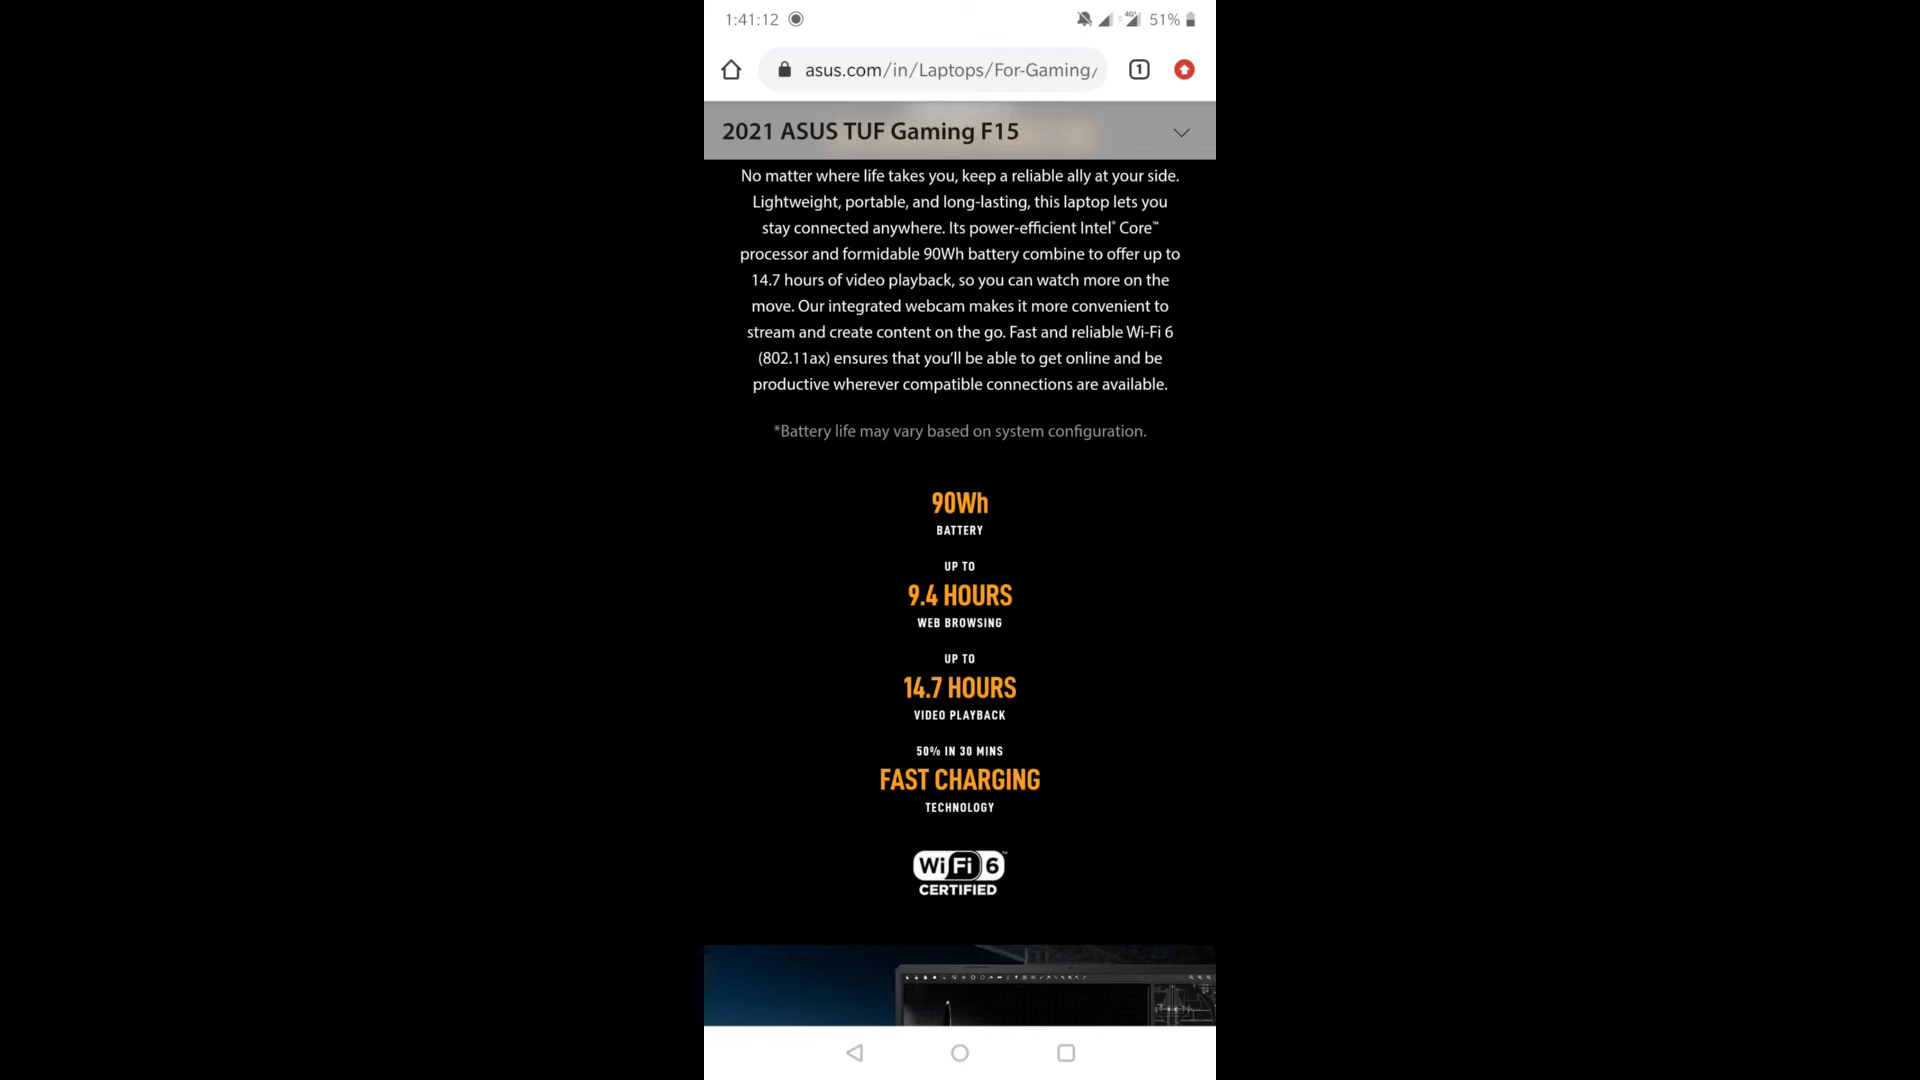 1:41:12
4G+
51%
asus.com/in/Laptops/For-Gaming/
1
2021 ASUS TUF Gaming F15
No matter where life takes you, keep a reliable ally at your side.
Lightweight, portable, and long-lasting, this laptop lets you
stay connected anywhere. Its power-efficient Intel® Core™
processor and formidable 90Wh battery combine to offer up to
14.7 hours of video playback, so you can watch more on the
move. Our integrated webcam makes it more convenient to
stream and create content on the go. Fast and reliable Wi-Fi 6
(802.11ax) ensures that you’ll be able to get online and be
productive wherever compatible connections are available.
*Battery life may vary based on system configuration.
90Wh
BATTERY
UP TO
9.4 HOURS
WEB BROWSING
UP TO
14.7 HOURS
VIDEO PLAYBACK
50% IN 30 MINS
FAST CHARGING
TECHNOLOGY
Wi Fi 6™
CERTIFIED